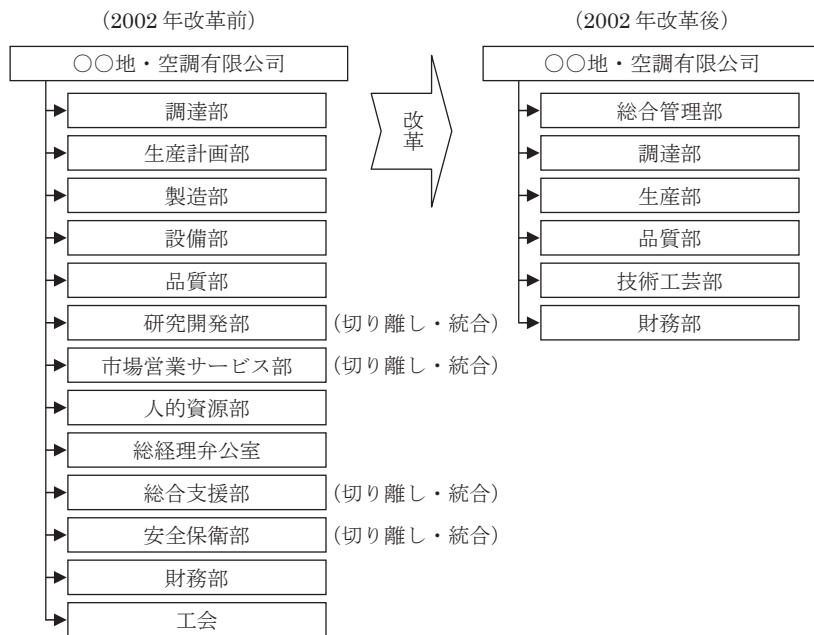 （2002 年改革前）
○○地・空調有限公司
調達部
生産計画部
製造部
設備部
品質部
研究開発部 （切り離し・統合）
市場営業サービス部 （切り離し・統合）
人的資源部
総経理弁公室
総合支援部 （切り離し・統合）
安全保衛部 （切り離し・統合）
財務部
工会
改革
（2002 年改革後）
○○地・空調有限公司
総合管理部
調達部
生産部
品質部
技術工芸部
財務部